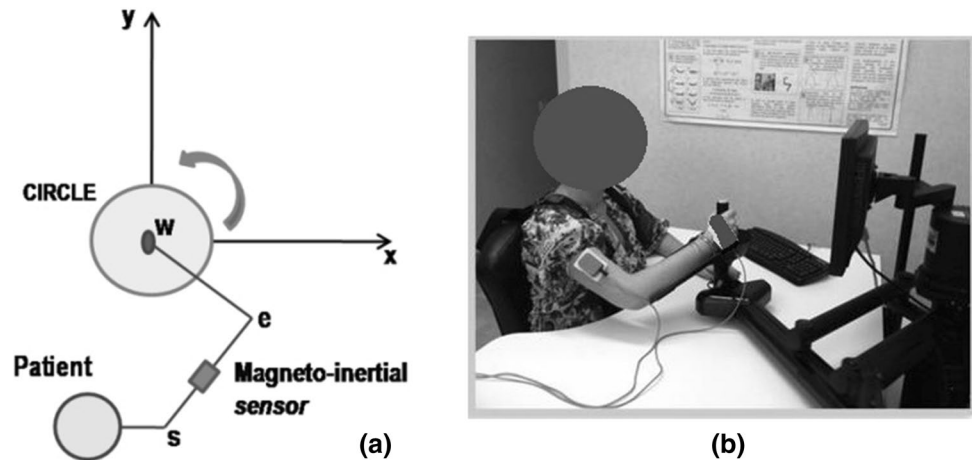 y
CIRCLE
w
x
e
Patient
Magneto-inertial
sensor
s
(a)
(b)